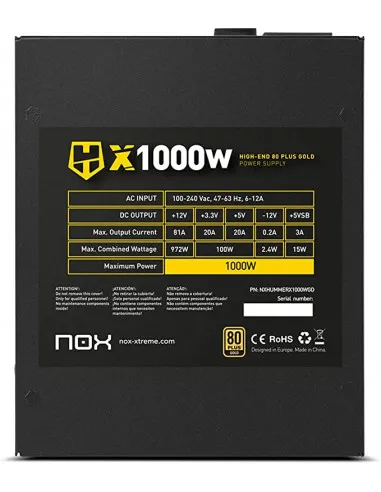 X1000W
HIGH-END 80 PLUS GOLD
POWER SUPPLY
AC INPUT 100-240 Vac, 47-63 Hz, 6-12A
DC OUTPUT +12V +3.3V +5V -12V +5VSB
Max. Output Current 81A 20A 20A 0.2A 3A
Max. Combined Wattage 972W 100W 2.4W 15W
Maximum Power 1000W
¡ATTENTION!
Do not remove this cover!
Only for qualified personnel?
No maintenance components
inside!
¡ATENCIÓN!
¡No retirar la cubierta!
¡Solo personal cualificado!
¡No contiene componentes
internos que necesiten
mantenimiento!
¡ATENÇÃO!
¡Não remova a cobertura!
¡Apenas para pessoal qualificado!
¡Não contém componentes internos
que necessitem de manutenção!
PN: NXHUMMERX1000WGD
Serial Number:
nox
nox-xtreme.com
80
PLUS
GOLD
CE RoHS
Designed in Europe. Made in China.